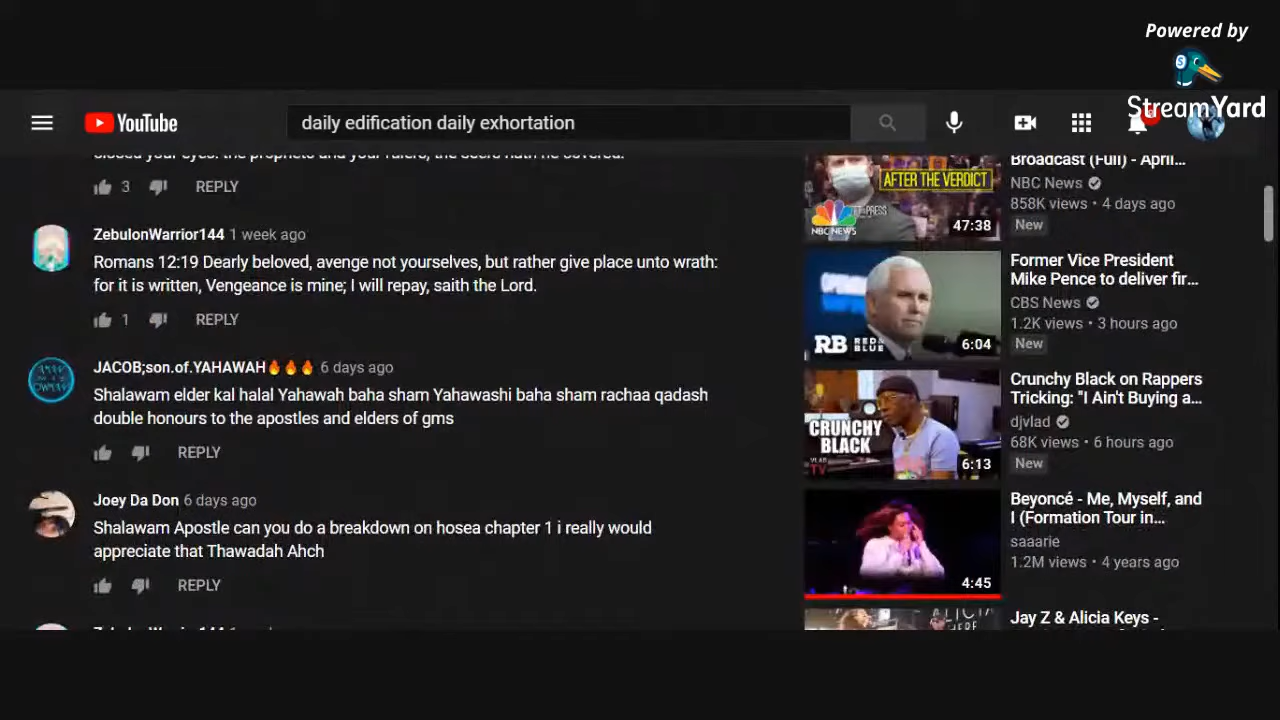 Powered by
StreamYard
YouTube
daily edification daily exhortation
3
REPLY
ZebulonWarrior144 1 week ago
Romans 12:19 Dearly beloved, avenge not yourselves, but rather give place unto wrath:
for it is written, Vengeance is mine; I will repay, saith the Lord.
1
REPLY
JACOB;son.of.YAHAWAH🔥🔥🔥 6 days ago
Shalawam elder kal halal Yahawah baha sham Yahawashi baha sham rachaa qadash
double honours to the apostles and elders of gms
REPLY
Joey Da Don 6 days ago
Shalawam Apostle can you do a breakdown on hosea chapter 1 i really would
appreciate that Thawadah Ahch
REPLY
AFTER THE VERDICT
NBC NEWS
47:38
Broadcast (Full) - April...
NBC News
858K views • 4 days ago
New
RB RED& BLUE
6:04
Former Vice President
Mike Pence to deliver fir...
CBS News
1.2K views • 3 hours ago
New
CRUNCHY
BLACK
VLAD
TV
6:13
Crunchy Black on Rappers
Tricking: "I Ain't Buying a...
djvlad
68K views • 6 hours ago
New
4:45
Beyoncé - Me, Myself, and
I (Formation Tour in...
saaarie
1.2M views • 4 years ago
Jay Z & Alicia Keys -